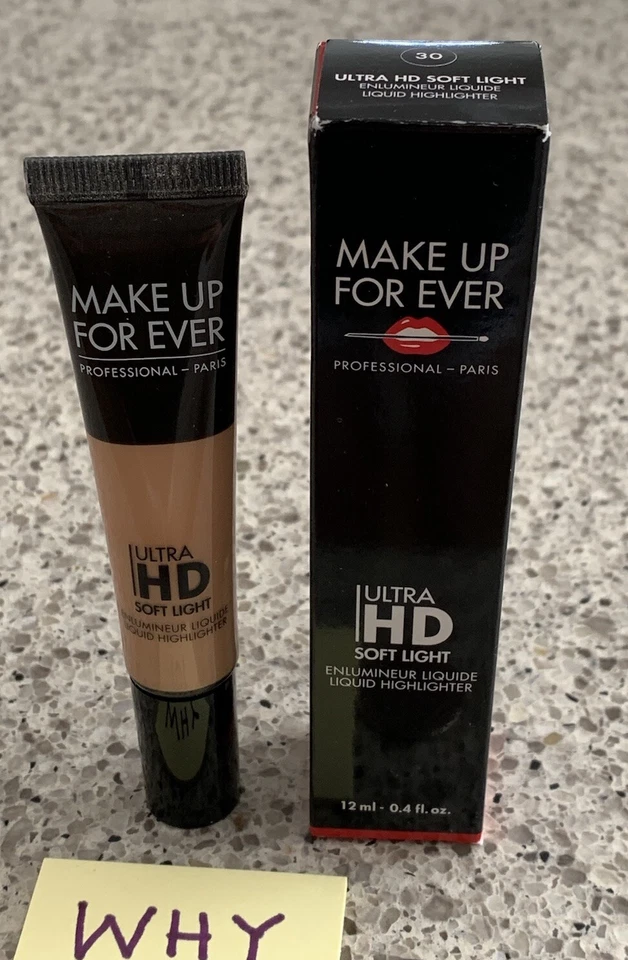 MAKE UP
FOR EVER
PROFESSIONAL – PARIS
ULTRA
HD
SOFT LIGHT
ENLUMINEUR LIQUIDE
LIQUID HIGHLIGHTER
30
ULTRA HD SOFT LIGHT
ENLUMINEUR LIQUIDE
LIQUID HIGHLIGHTER
MAKE UP
FOR EVER
PROFESSIONAL – PARIS
ULTRA
HD
SOFT LIGHT
ENLUMINEUR LIQUIDE
LIQUID HIGHLIGHTER
12 ml - 0.4 fl. oz.
WHY